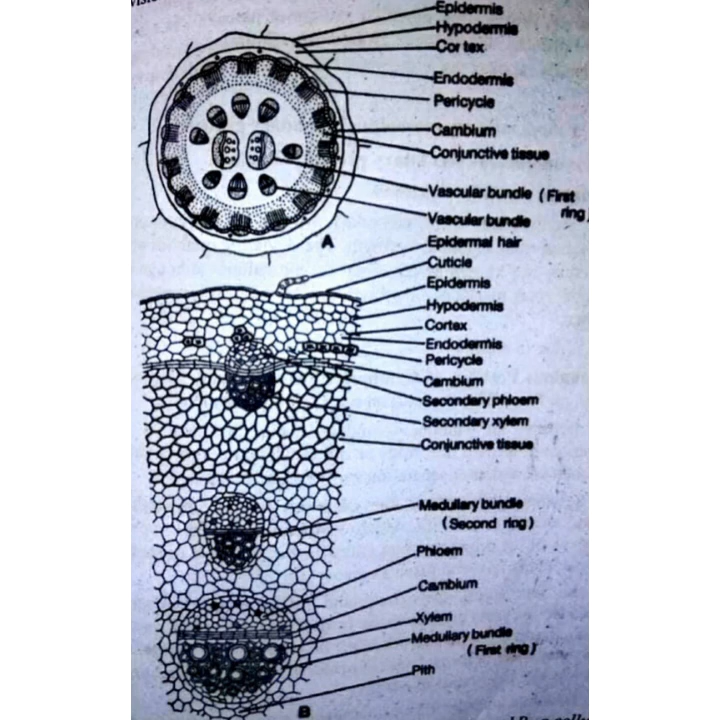 Epidermis
Hypodermis
Cortex
Endodermis
Pericycle
Cambium
Conjunctive tissue
Vascular bundle (First ring)
Vascular bundle
A
Epidermal hair
Cuticle
Epidermis
Hypodermis
Cortex
Endodermis
Pericycle
Cambium
Secondary phloem
Secondary xylem
Conjunctive tissue
Medullary bundle
(Second ring)
Phloem
Cambium
Xylem
Medullary bundle
(First ring)
Pith
B